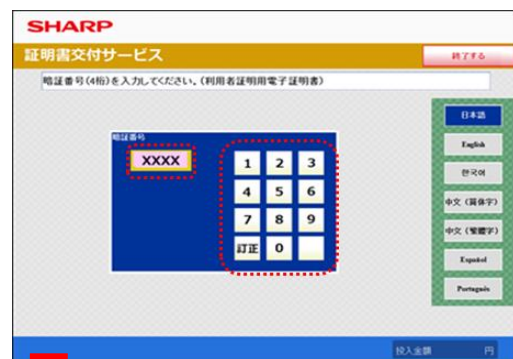 SHARP
証明書交付サービス
終了する
暗証番号(4桁)を入力してください。(利用者証明用電子証明書)
日本語
English
한국어
中文（简体字）
中文（繁體字）
Español
Português
暗証番号
XXXX
1 2 3
4 5 6
7 8 9
訂正 0
投入金額 円